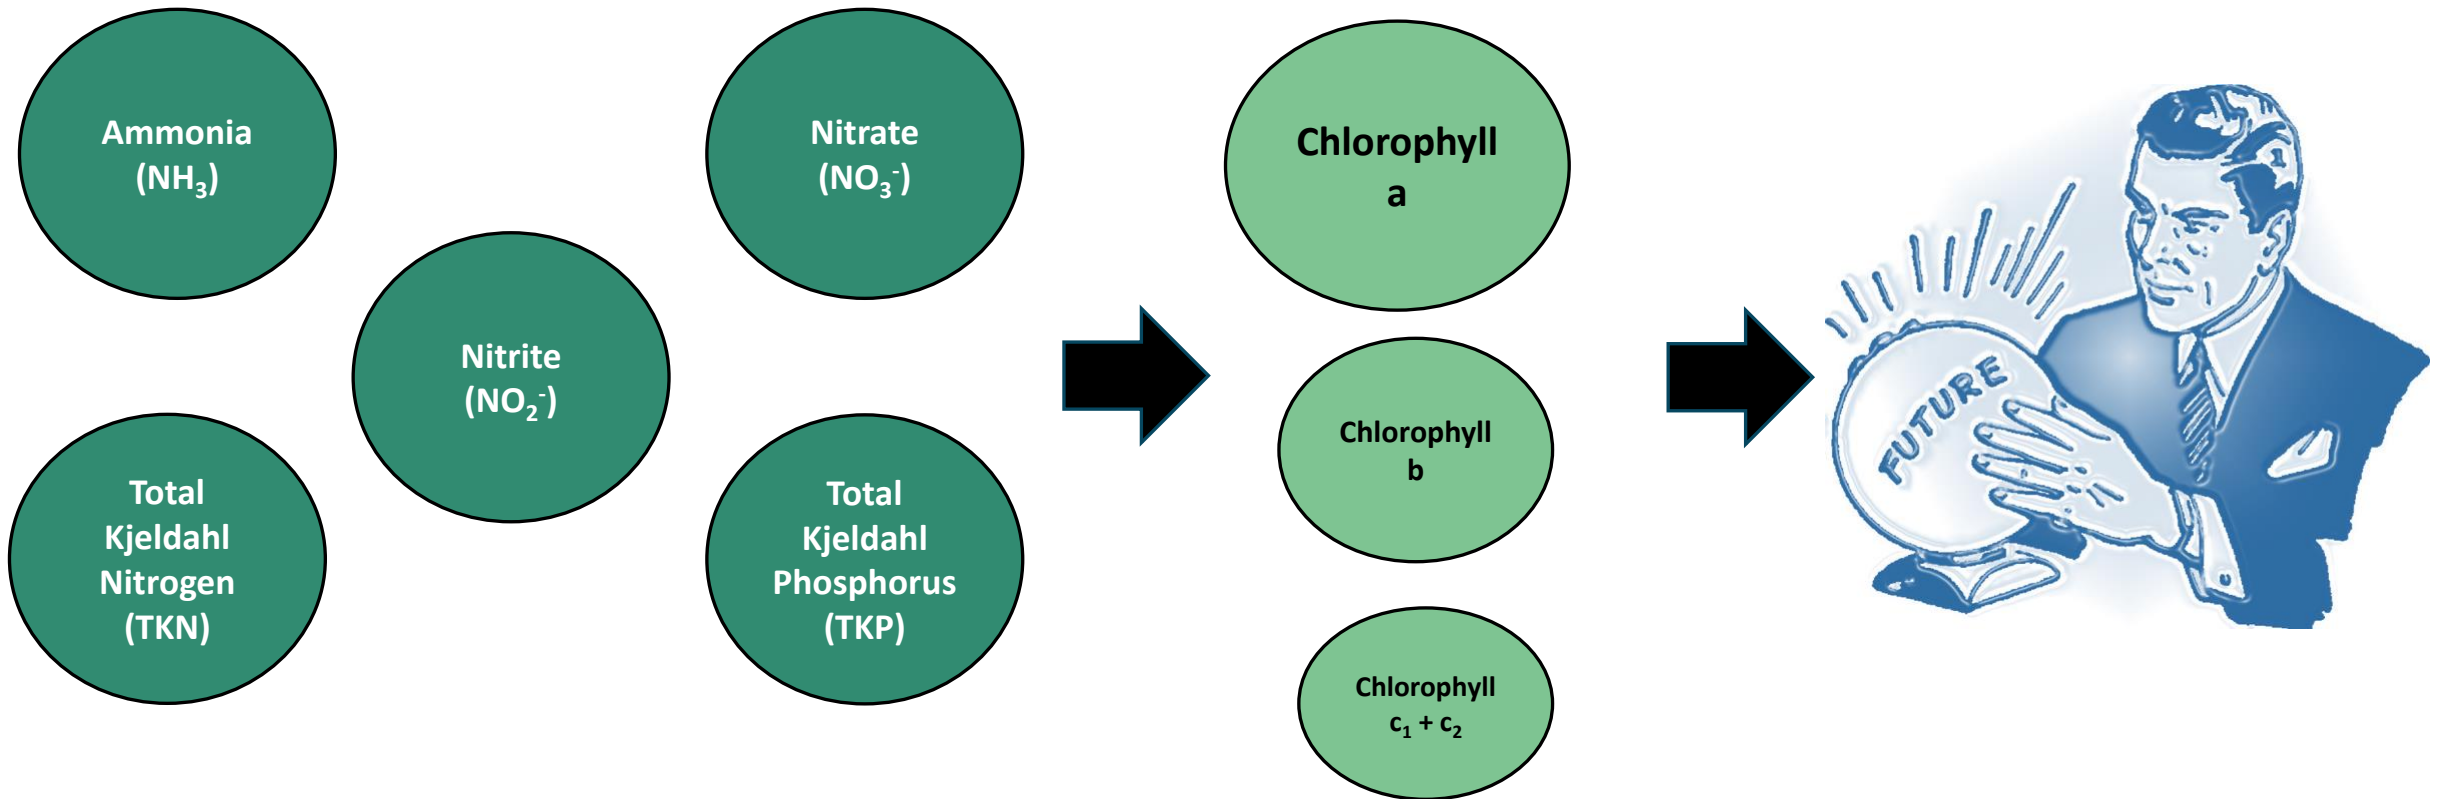 Ammonia
(NH₃)
Nitrate
(NO₃⁻)
Nitrite
(NO₂⁻)
Total
Kjeldahl
Nitrogen
(TKN)
Total
Kjeldahl
Phosphorus
(TKP)
Chlorophyll
a
Chlorophyll
b
Chlorophyll
c₁ + c₂
FUTURE